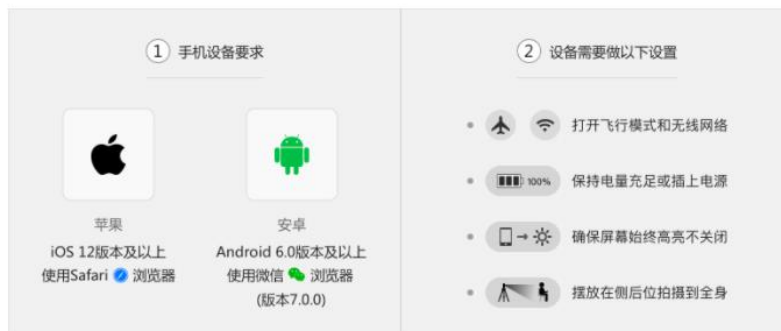 ① 手机设备要求
苹果
iOS 12版本及以上
使用Safari 浏览器
安卓
Android 6.0版本及以上
使用微信 浏览器
(版本7.0.0)
② 设备需要做以下设置
打开飞行模式和无线网络
100% 保持电量充足或插上电源
确保屏幕始终高亮不关闭
摆放在侧后位拍摄到全身